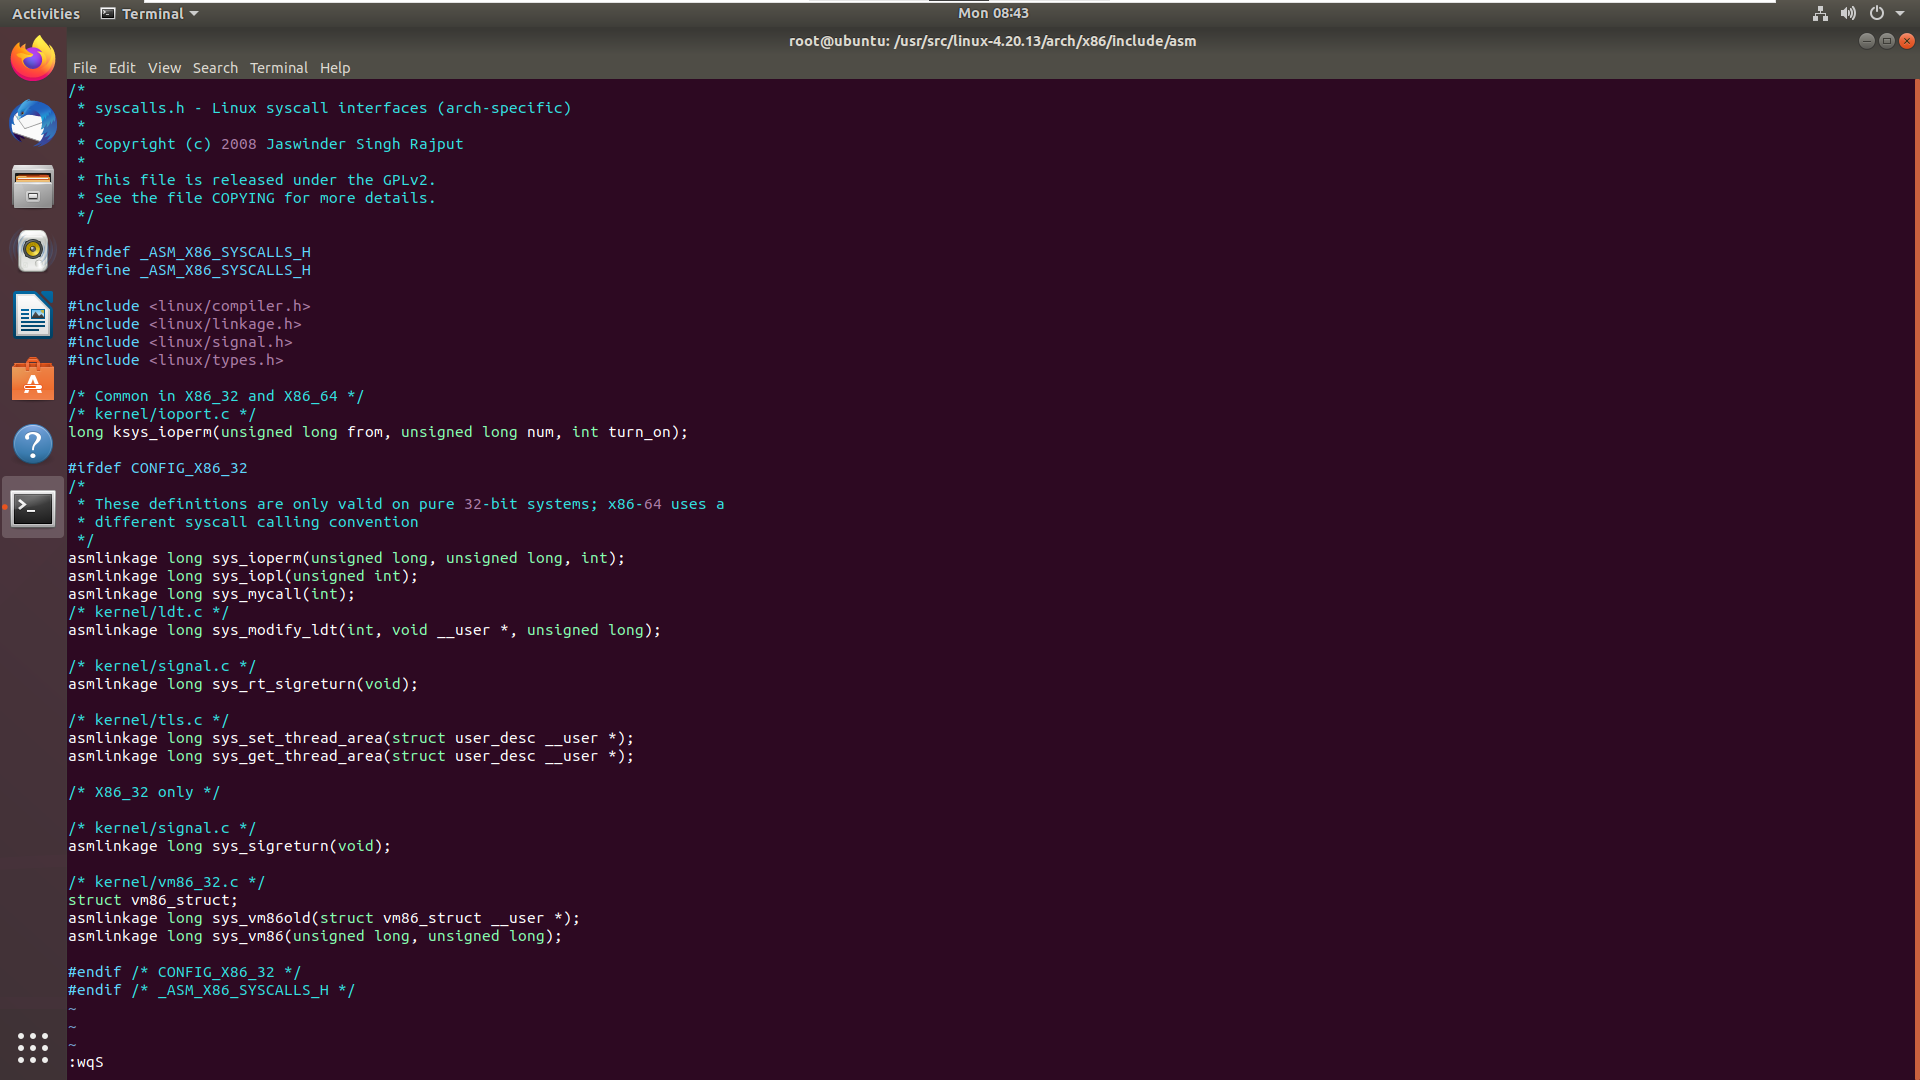 Activities Terminal Mon 08:43
root@ubuntu: /usr/src/linux-4.20.13/arch/x86/include/asm
File Edit View Search Terminal Help
/*
 * syscalls.h - Linux syscall interfaces (arch-specific)
 *
 * Copyright (c) 2008 Jaswinder Singh Rajput
 *
 * This file is released under the GPLv2.
 * See the file COPYING for more details.
 */

#ifndef _ASM_X86_SYSCALLS_H
#define _ASM_X86_SYSCALLS_H

#include <linux/compiler.h>
#include <linux/linkage.h>
#include <linux/signal.h>
#include <linux/types.h>

/* Common in X86_32 and X86_64 */
/* kernel/ioport.c */
long ksys_ioperm(unsigned long from, unsigned long num, int turn_on);

#ifdef CONFIG_X86_32
/*
 * These definitions are only valid on pure 32-bit systems; x86-64 uses a
 * different syscall calling convention
 */
asmlinkage long sys_ioperm(unsigned long, unsigned long, int);
asmlinkage long sys_iopl(unsigned int);
asmlinkage long sys_mycall(int);
/* kernel/ldt.c */
asmlinkage long sys_modify_ldt(int, void __user *, unsigned long);

/* kernel/signal.c */
asmlinkage long sys_rt_sigreturn(void);

/* kernel/tls.c */
asmlinkage long sys_set_thread_area(struct user_desc __user *);
asmlinkage long sys_get_thread_area(struct user_desc __user *);

/* X86_32 only */

/* kernel/signal.c */
asmlinkage long sys_sigreturn(void);

/* kernel/vm86_32.c */
struct vm86_struct;
asmlinkage long sys_vm86old(struct vm86_struct __user *);
asmlinkage long sys_vm86(unsigned long, unsigned long);

#endif /* CONFIG_X86_32 */
#endif /* _ASM_X86_SYSCALLS_H */
~
~
~
:wqS